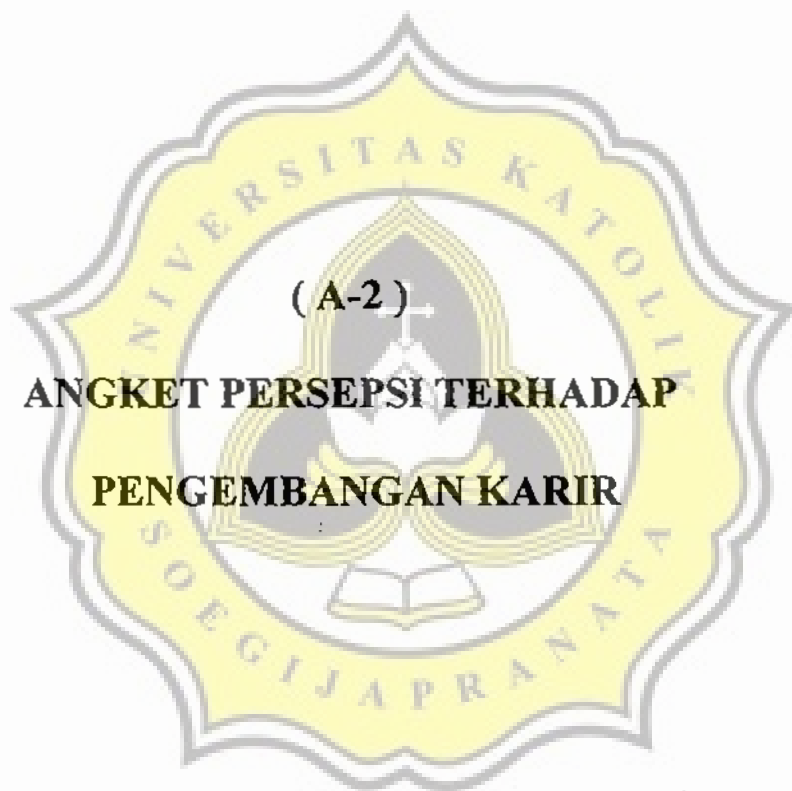 UNIVERSITAS KATOLIK
( A-2 )
ANGKET PERSEPSI TERHADAP
PENGEMBANGAN KARIR
SOEGIJAPRANATA